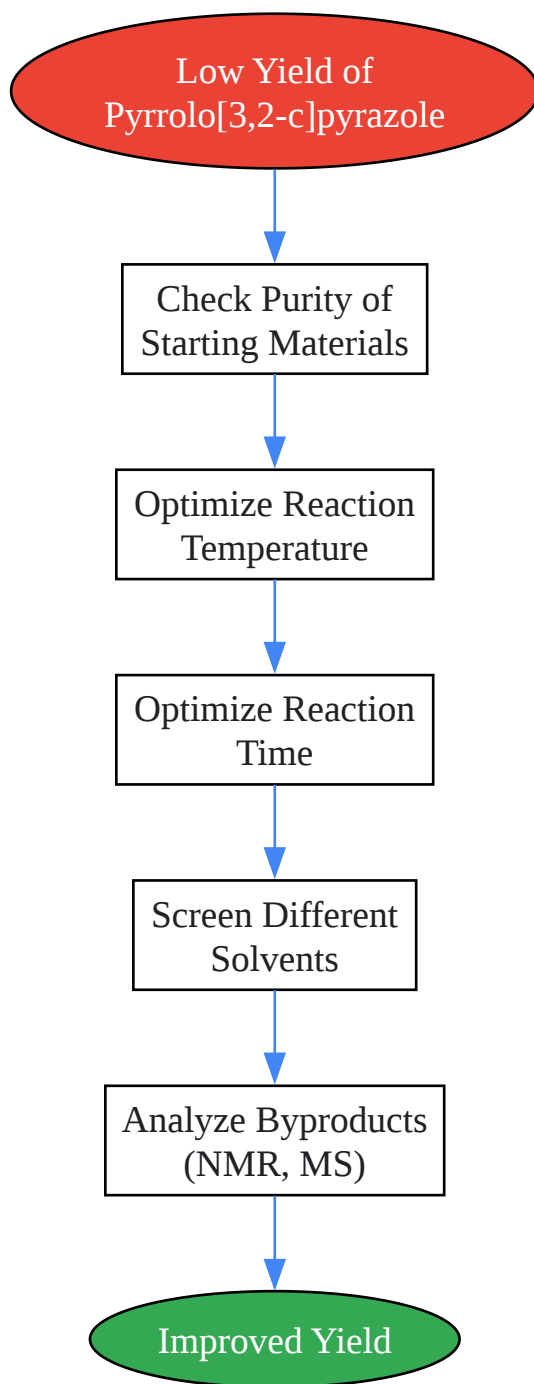 Low Yield of
Pyrrolo[3,2-c]pyrazole
Check Purity of
Starting Materials
Optimize Reaction
Temperature
Optimize Reaction
Time
Screen Different
Solvents
Analyze Byproducts
(NMR, MS)
Improved Yield